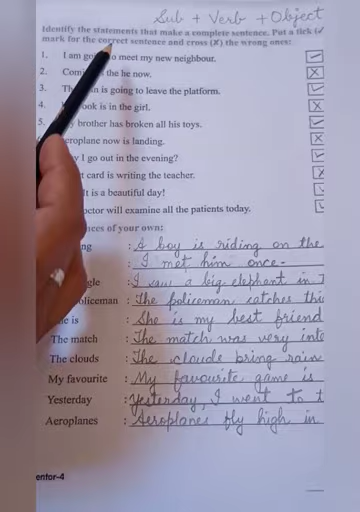 Sub + Verb + Object
Identify the statements that make a complete sentence. Put a tick (✓
mark for the correct sentence and cross (X) the wrong ones:
1. I am go to meet my new neighbour. ✓
2. Com the he now. X
3. Th n is going to leave the platform. ✓
4. ook is in the girl. X
5. brother has broken all his toys. ✓
eroplane now is landing. X
y I go out in the evening? ✓
t card is writing the teacher. X
It is a beautiful day! ✓
ctor will examine all the patients today. ✓
ces of your own:
ng : A boy is riding on the
: I met him once.
gle : I saw a big elephant in
oliceman : The policeman catches thi
e is : She is my best friend
The match : The match was very inte
The clouds : The clouds bring rain
My favourite : My favourite game is
Yesterday : Yesterday, I went to t
Aeroplanes : Aeroplanes fly high in
entor-4